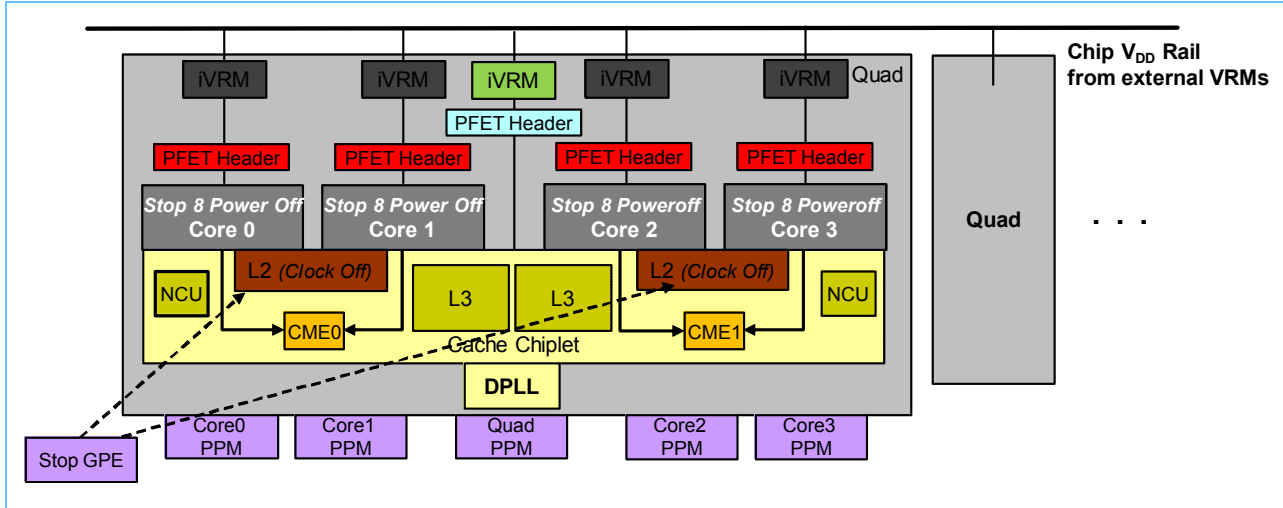 iVRM
iVRM
iVRM
iVRM
iVRM
Quad
Chip VDD Rail
from external VRMs
PFET Header
PFET Header
PFET Header
PFET Header
PFET Header
Stop 8 Power Off
Core 0
Stop 8 Power Off
Core 1
Stop 8 Poweroff
Core 2
Stop 8 Poweroff
Core 3
Quad
. . .
NCU
L2 (Clock Off)
L3
L3
L2 (Clock Off)
NCU
CME0
CME1
Cache Chiplet
DPLL
Core0
PPM
Core1
PPM
Quad
PPM
Core2
PPM
Core3
PPM
Stop GPE